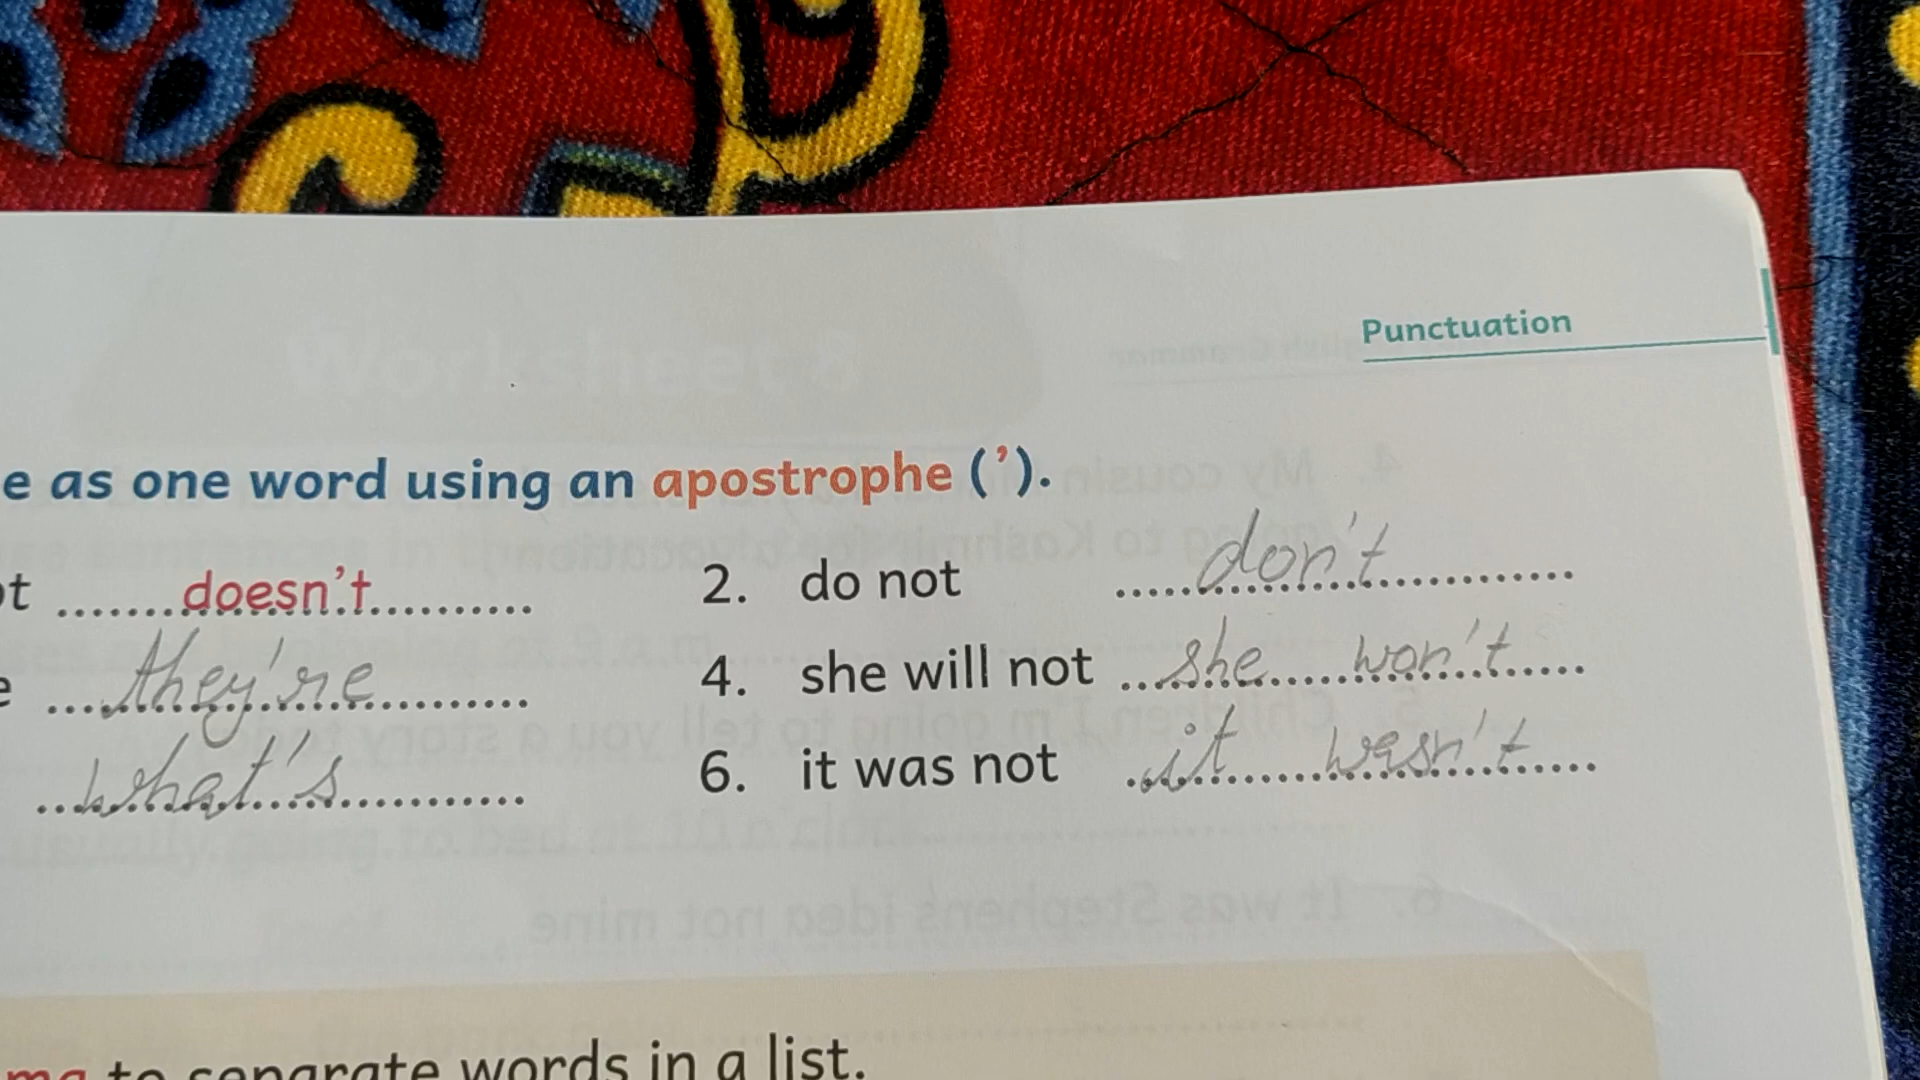 Punctuation
e as one word using an apostrophe (').
ot ........doesn't........... 2. do not .....don't............
e ....they're.......... 4. she will not ...she.....won't.....
...what's............ 6. it was not ..it.......wasn't.....
to separate words in a list.